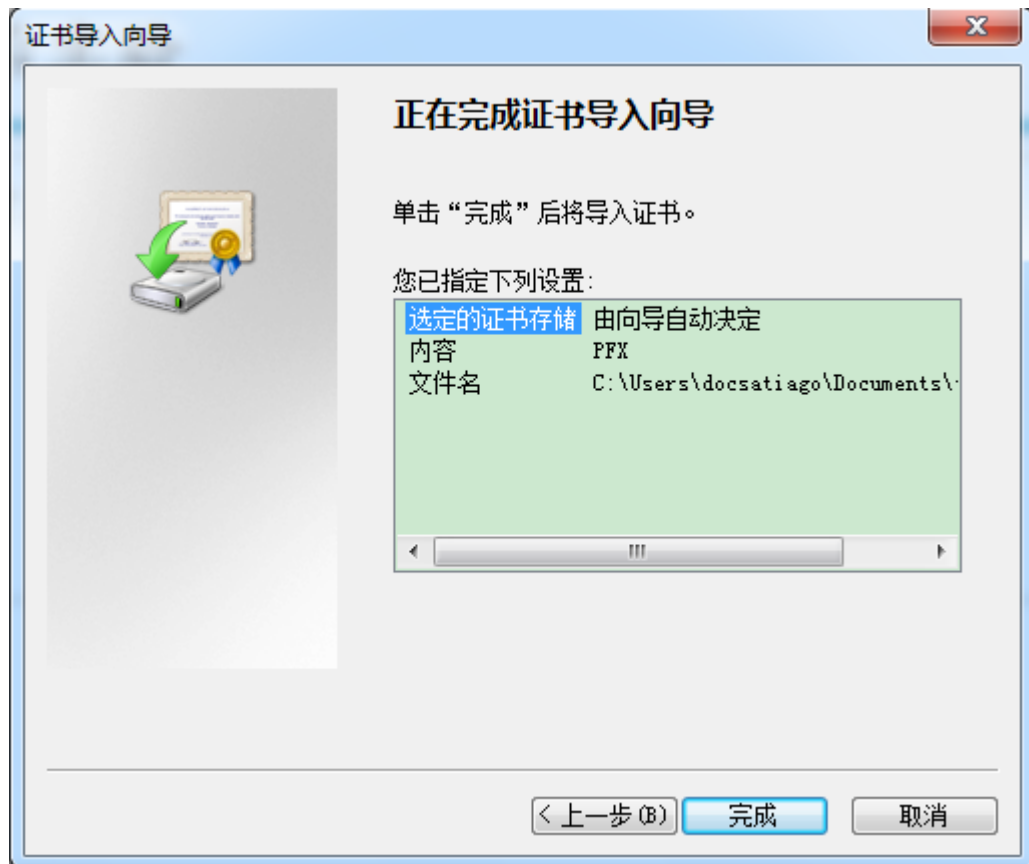 证书导入向导
正在完成证书导入向导
单击“完成”后将导入证书。
您已指定下列设置:
选定的证书存储 由向导自动决定
内容 PFX
文件名 C:\Users\docsatiago\Documents\
< 上一步(B) 完成 取消